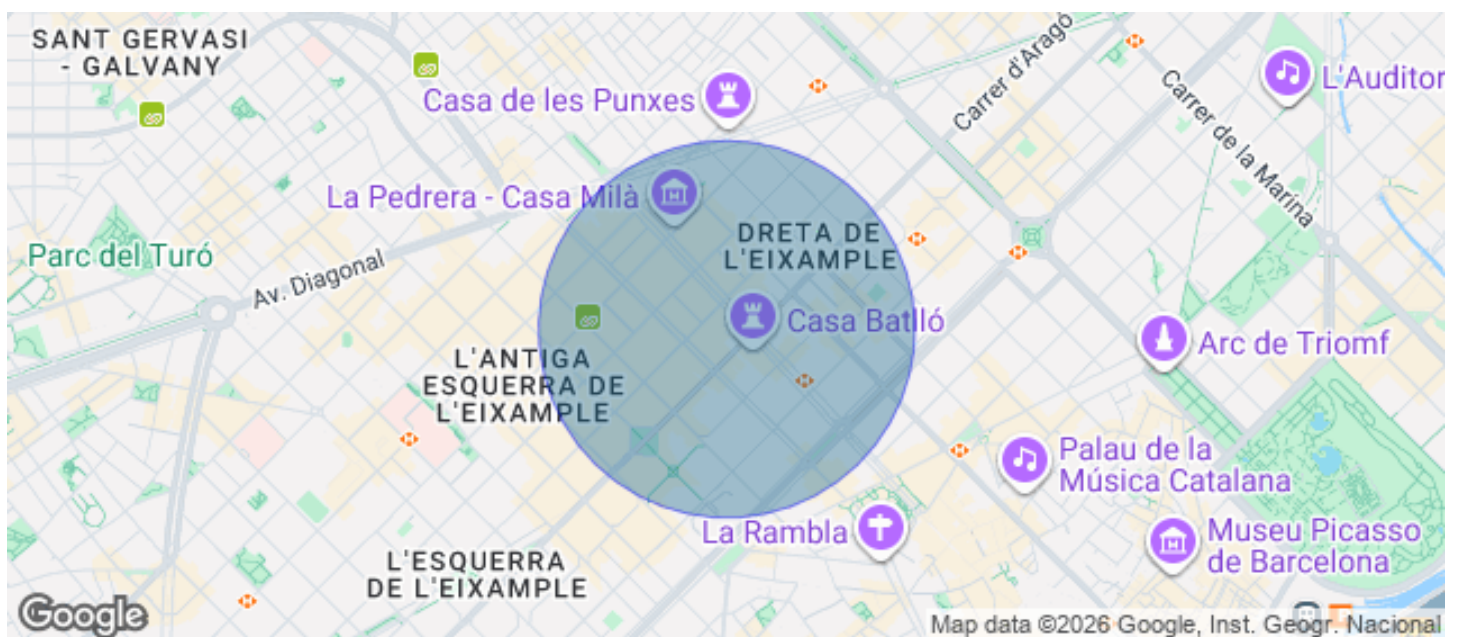 SANT GERVASI
- GALVANY
Casa de les Punxes
Carrer d'Aragó
L'Auditor
Carrer de la Marina
La Pedrera - Casa Milà
DRETA DE
L'EIXAMPLE
Parc del Turó
Av. Diagonal
Casa Batlló
Arc de Triomf
L'ANTIGA
ESQUERRA DE
L'EIXAMPLE
Palau de la
Música Catalana
La Rambla
Museu Picasso
de Barcelona
L'ESQUERRA
DE L'EIXAMPLE
Google
Map data ©2026 Google, Inst. Geogr. Nacional